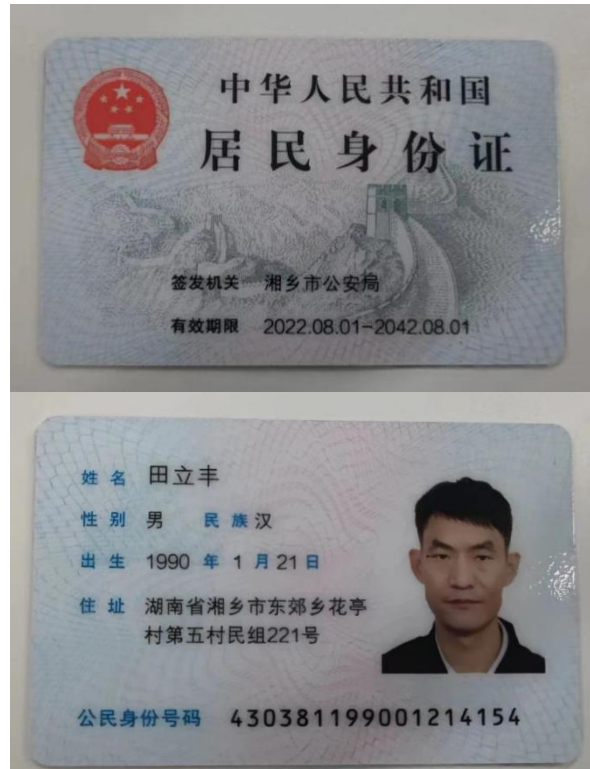 中华人民共和国
居民身份证
签发机关 湘乡市公安局
有效期限 2022.08.01-2042.08.01
姓名 田立丰
性别 男 民族 汉
出生 1990 年 1 月 21 日
住址 湖南省湘乡市东郊乡花亭
村第五村民组221号
公民身份号码 430381199001214154